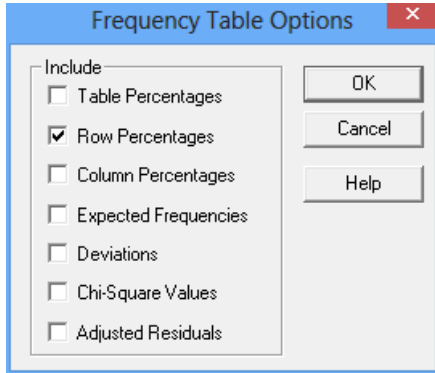 Frequency Table Options
Include
Table Percentages
Row Percentages
Column Percentages
Expected Frequencies
Deviations
Chi-Square Values
Adjusted Residuals
OK
Cancel
Help